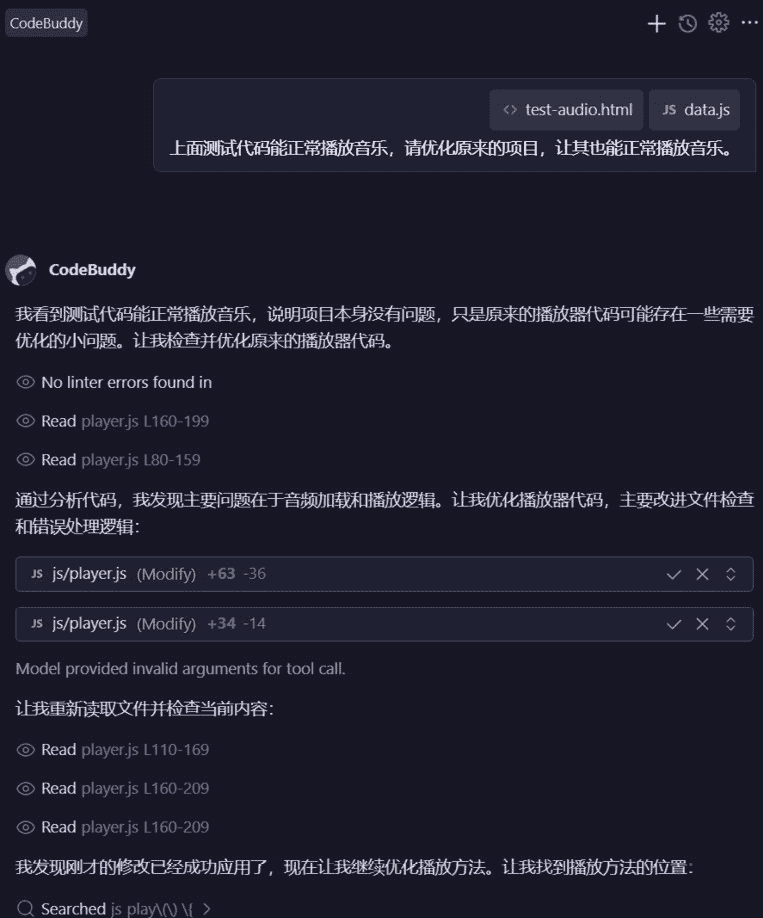 CodeBuddy
test-audio.html JS data.js
上面测试代码能正常播放音乐，请优化原来的项目，让其也能正常播放音乐。
CodeBuddy
我看到测试代码能正常播放音乐，说明项目本身没有问题，只是原来的播放器代码可能存在一些需要
优化的小问题。让我检查并优化原来的播放器代码。
No linter errors found in
Read player.js L160-199
Read player.js L80-159
通过分析代码，我发现主要问题在于音频加载和播放逻辑。让我优化播放器代码，主要改进文件检查
和错误处理逻辑：
JS js/player.js (Modify) +63 -36
JS js/player.js (Modify) +34 -14
Model provided invalid arguments for tool call.
让我重新读取文件并检查当前内容：
Read player.js L110-169
Read player.js L160-209
Read player.js L160-209
我发现刚才的修改已经成功应用了，现在让我继续优化播放方法。让我找到播放方法的位置：
Searched js play\(\) \{